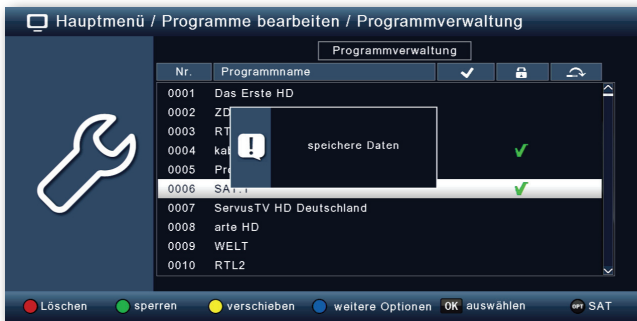 Hauptmenü / Programme bearbeiten / Programmverwaltung
Programmverwaltung
Nr. Programmname
0001 Das Erste HD
0002 ZD
0003 RT
speichere Daten
0004 kab
0005 Pr
0006 SAT.1
0007 ServusTV HD Deutschland
0008 arte HD
0009 WELT
0010 RTL2
Löschen sperren verschieben weitere Optionen OK auswählen OPT SAT